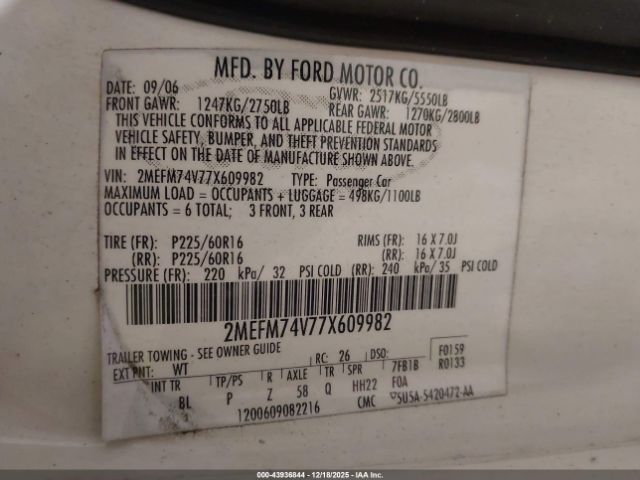 MFD. BY FORD MOTOR CO.
DATE: 09/06 GVWR: 2517KG/5550LB
FRONT GAWR: 1247KG/2750LB REAR GAWR: 1270KG/2800LB
THIS VEHICLE CONFORMS TO ALL APPLICABLE FEDERAL MOTOR
VEHICLE SAFETY, BUMPER, AND THEFT PREVENTION STANDARDS
IN EFFECT ON THE DATE OF MANUFACTURE SHOWN ABOVE.
VIN: 2MEFM74V77X609982 TYPE: Passenger Car
MAXIMUM LOAD = OCCUPANTS + LUGGAGE = 498KG/1100LB
OCCUPANTS = 6 TOTAL; 3 FRONT, 3 REAR
TIRE (FR): P225/60R16 RIMS (FR): 16 X 7.0J
(RR): P225/60R16 (RR): 16 X 7.0J
PRESSURE (FR): 220 kPa/ 32 PSI COLD (RR): 240 kPa/ 35 PSI COLD
2MEFM74V77X609982
TRAILER TOWING - SEE OWNER GUIDE
EXT PNT: WT RC: 26 DSO: F0159
R0133
INT TR TP/PS R AXLE TR SPR 7FB1B
BL P Z 58 Q HH22 FOA
1200609082216 CMC 5U5A-5420472-AA
000-43936844 - 12/18/2025 - IAA Inc.